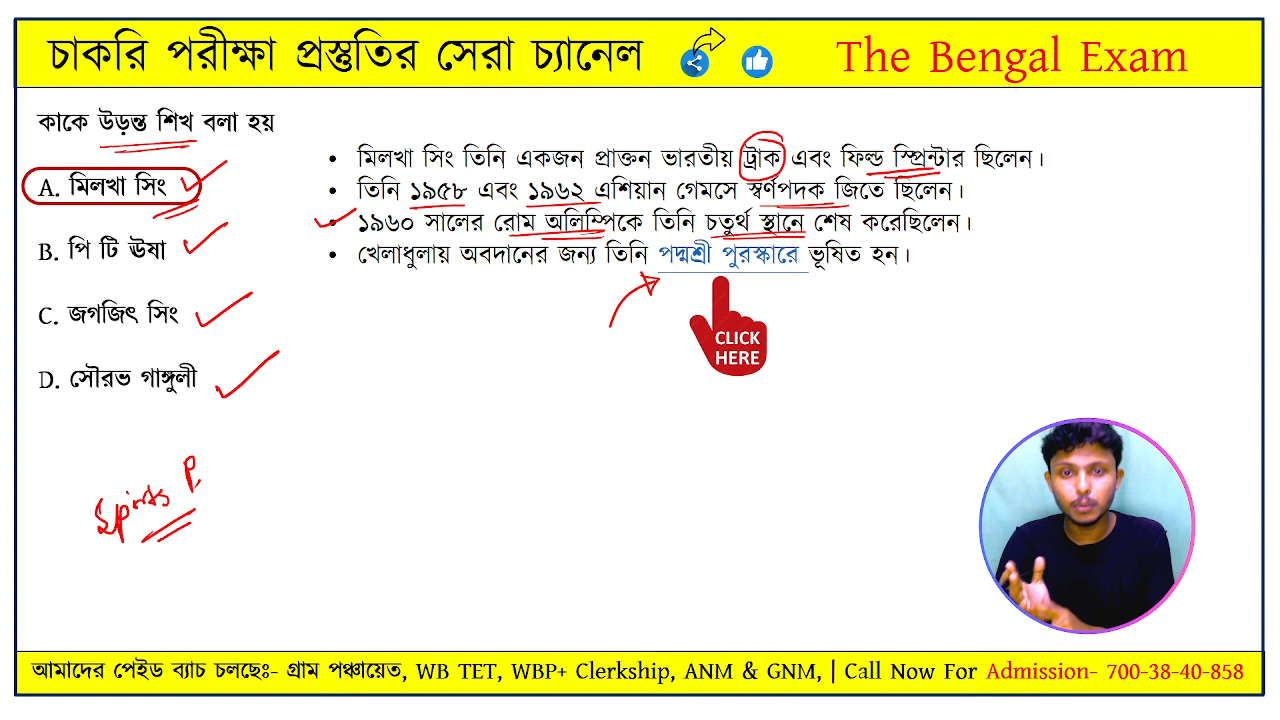 চাকরি পরীক্ষা প্রস্তুতির সেরা চ্যানেল The Bengal Exam
কাকে উড়ন্ত শিখ বলা হয়
A. মিলখা সিং
B. পি টি ঊষা
C. জগজিৎ সিং
D. সৌরভ গাঙ্গুলী
মিলখা সিং তিনি একজন প্রাক্তন ভারতীয় ট্রাক এবং ফিল্ড স্প্রিন্টার ছিলেন।
তিনি ১৯৫৮ এবং ১৯৬২ এশিয়ান গেমসে স্বর্ণপদক জিতে ছিলেন।
১৯৬০ সালের রোম অলিম্পিকে তিনি চতুর্থ স্থানে শেষ করেছিলেন।
খেলাধুলায় অবদানের জন্য তিনি পদ্মশ্রী পুরস্কারে ভূষিত হন।
CLICK
HERE
আমাদের পেইড ব্যাচ চলছেঃ- গ্রাম পঞ্চায়েত, WB TET, WBP+ Clerkship, ANM & GNM, | Call Now For Admission- 700-38-40-858